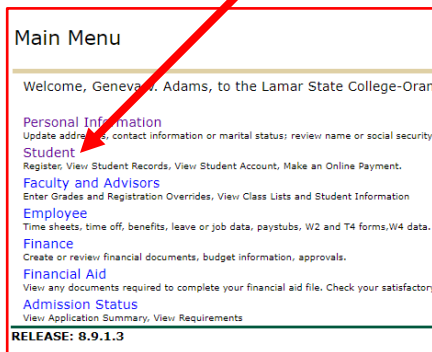 Main Menu
Welcome, Geneva V. Adams, to the Lamar State College-Oran
Personal Information
Update address, contact information or marital status; review name or social security
Student
Register, View Student Records, View Student Account, Make an Online Payment.
Faculty and Advisors
Enter Grades and Registration Overrides, View Class Lists and Student Information
Employee
Time sheets, time off, benefits, leave or job data, paystubs, W2 and T4 forms,W4 data.
Finance
Create or review financial documents, budget information, approvals.
Financial Aid
View any documents required to complete your financial aid file. Check your satisfactory
Admission Status
View Application Summary, View Requirements
RELEASE: 8.9.1.3